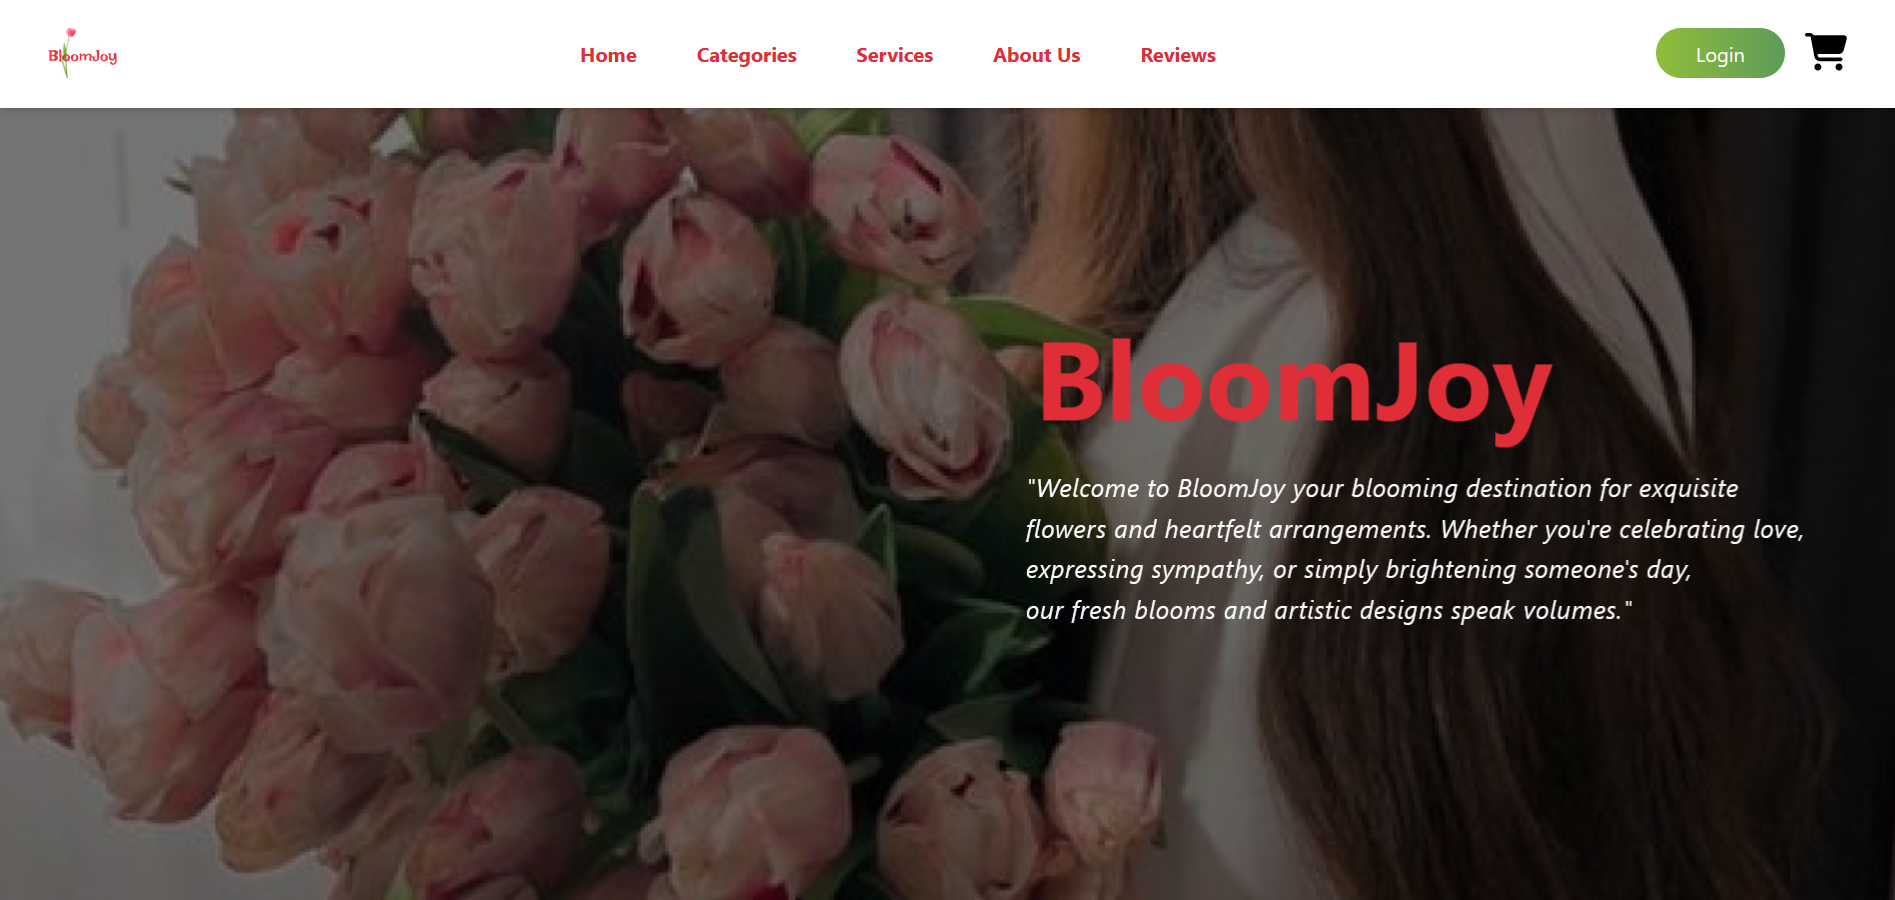 BloomJoy
Home Categories Services About Us Reviews
Login
BloomJoy
"Welcome to BloomJoy your blooming destination for exquisite
flowers and heartfelt arrangements. Whether you're celebrating love,
expressing sympathy, or simply brightening someone's day,
our fresh blooms and artistic designs speak volumes."